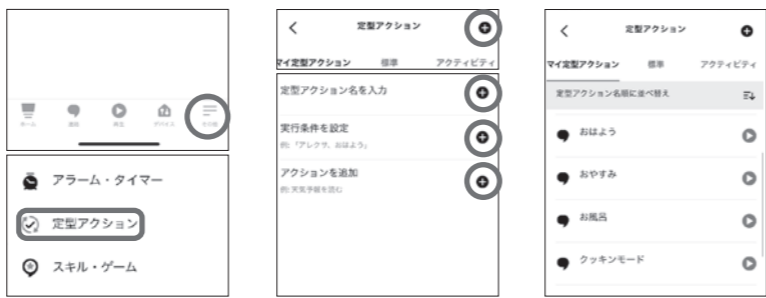 ホーム
通信
再生
デバイス
その他
アラーム・タイマー
定型アクション
スキル・ゲーム
定型アクション
マイ定型アクション 標準 アクティビティ
定型アクション名を入力
実行条件を設定
例:「アレクサ、おはよう」
アクションを追加
例: 天気予報を読む
定型アクション
マイ定型アクション 標準 アクティビティ
定型アクション名順に並べ替え
おはよう
おやすみ
お風呂
クッキンモード